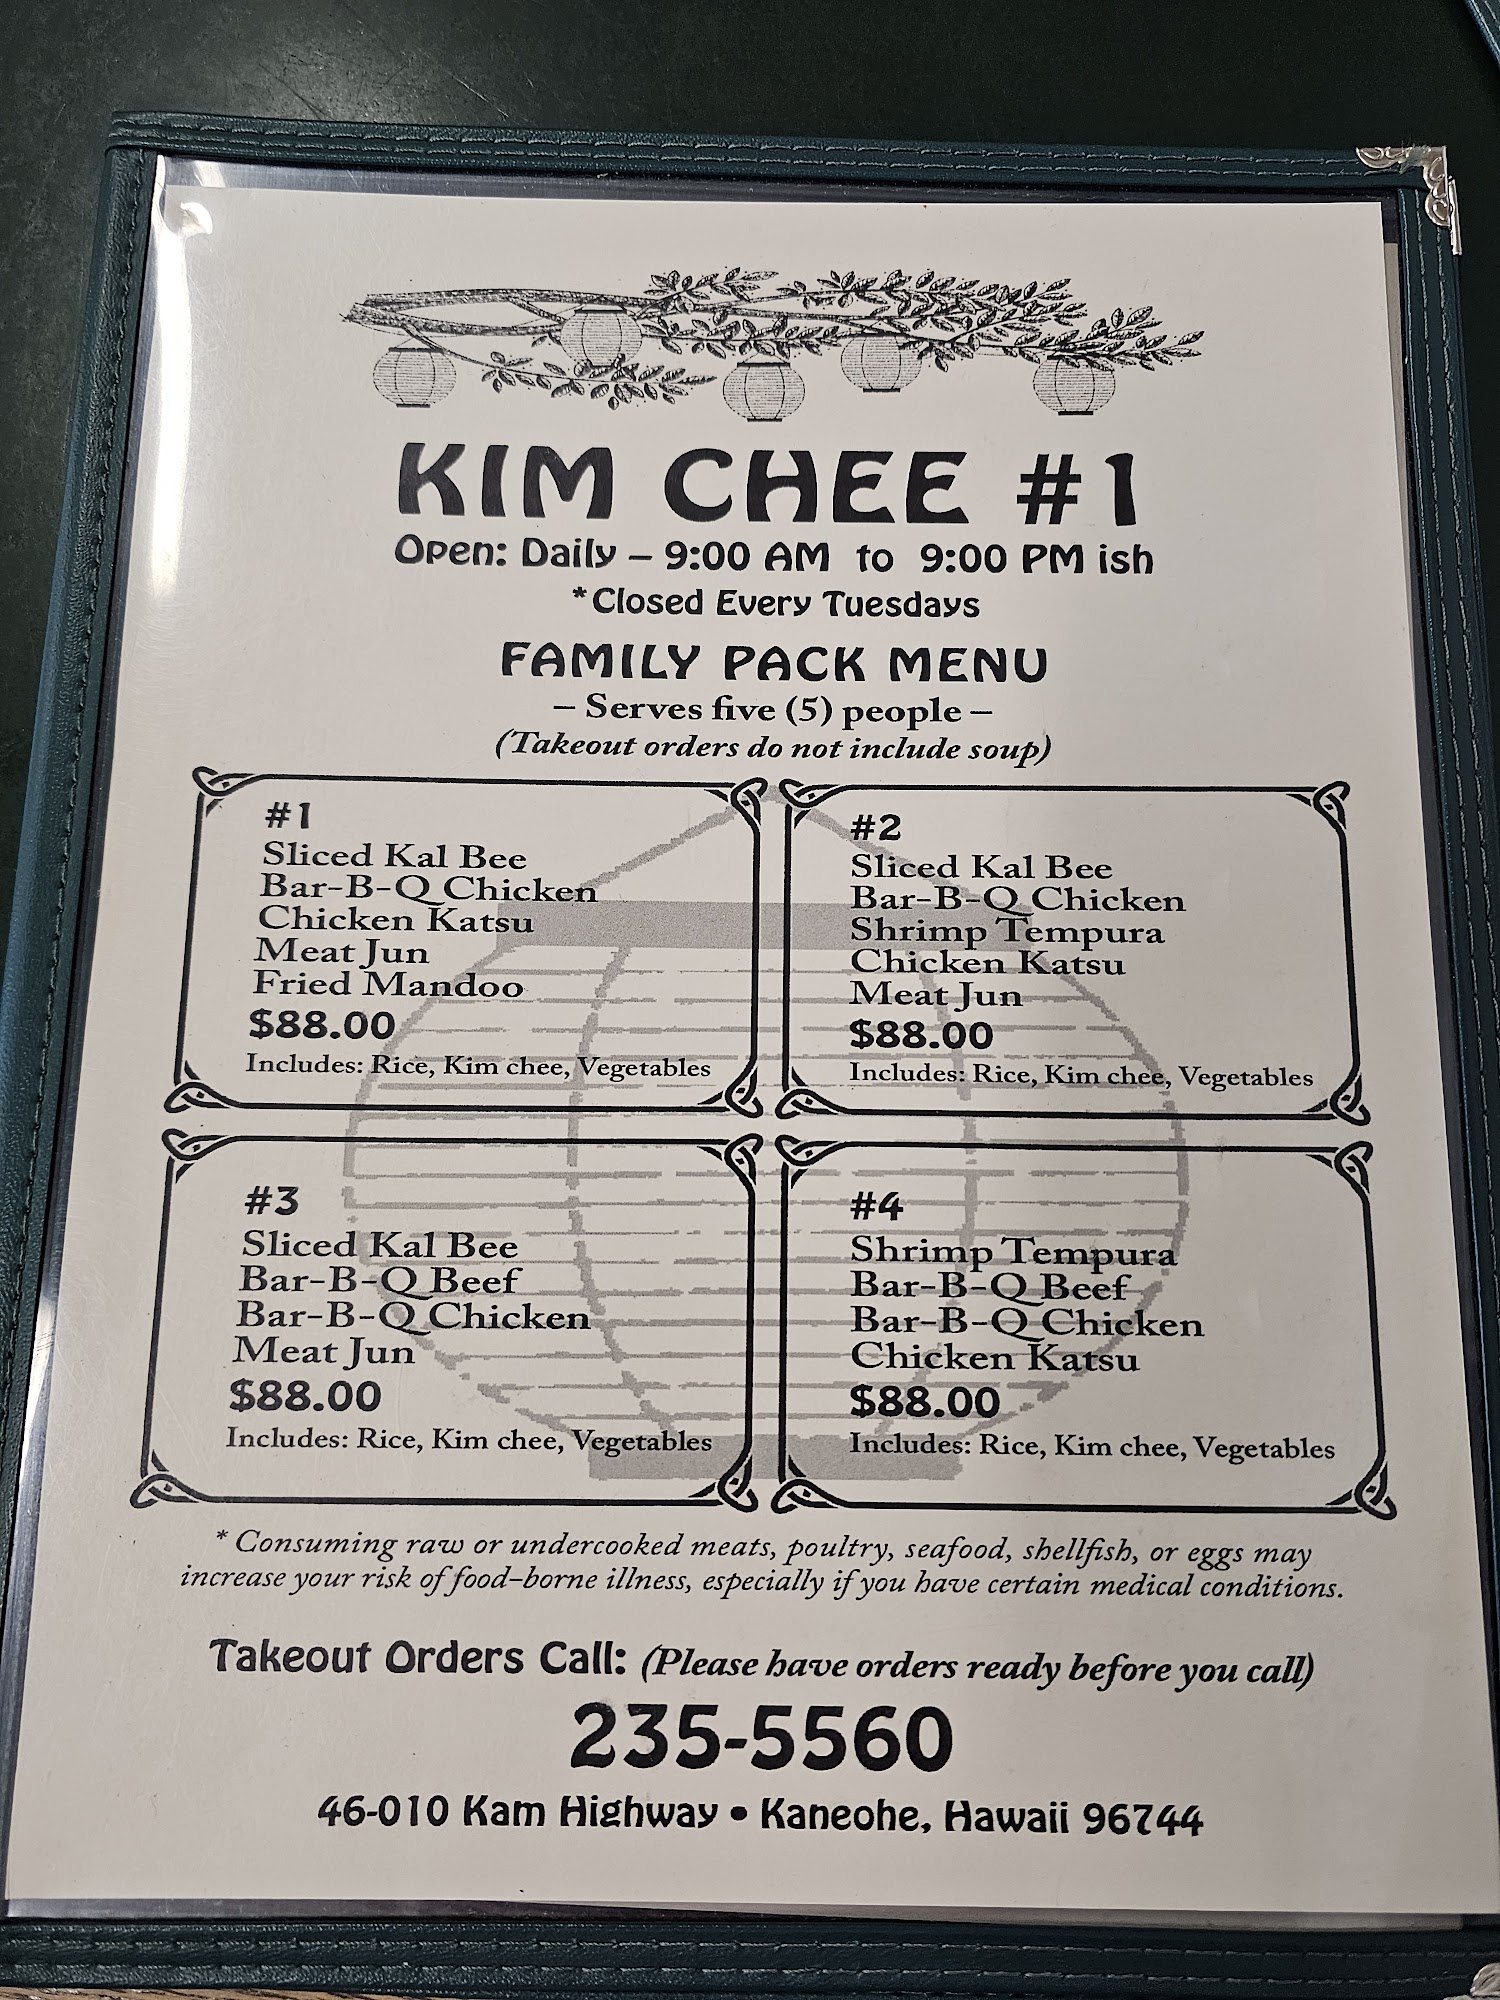 KIM CHEE #1
Open: Daily – 9:00 AM to 9:00 PM ish
*Closed Every Tuesdays
FAMILY PACK MENU
– Serves five (5) people –
(Takeout orders do not include soup)
#1
Sliced Kal Bee
Bar-B-Q Chicken
Chicken Katsu
Meat Jun
Fried Mandoo
$88.00
Includes: Rice, Kim chee, Vegetables
#2
Sliced Kal Bee
Bar-B-Q Chicken
Shrimp Tempura
Chicken Katsu
Meat Jun
$88.00
Includes: Rice, Kim chee, Vegetables
#3
Sliced Kal Bee
Bar-B-Q Beef
Bar-B-Q Chicken
Meat Jun
$88.00
Includes: Rice, Kim chee, Vegetables
#4
Shrimp Tempura
Bar-B-Q Beef
Bar-B-Q Chicken
Chicken Katsu
$88.00
Includes: Rice, Kim chee, Vegetables
* Consuming raw or undercooked meats, poultry, seafood, shellfish, or eggs may
increase your risk of food-borne illness, especially if you have certain medical conditions.
Takeout Orders Call: (Please have orders ready before you call)
235-5560
46-010 Kam Highway • Kaneohe, Hawaii 96744